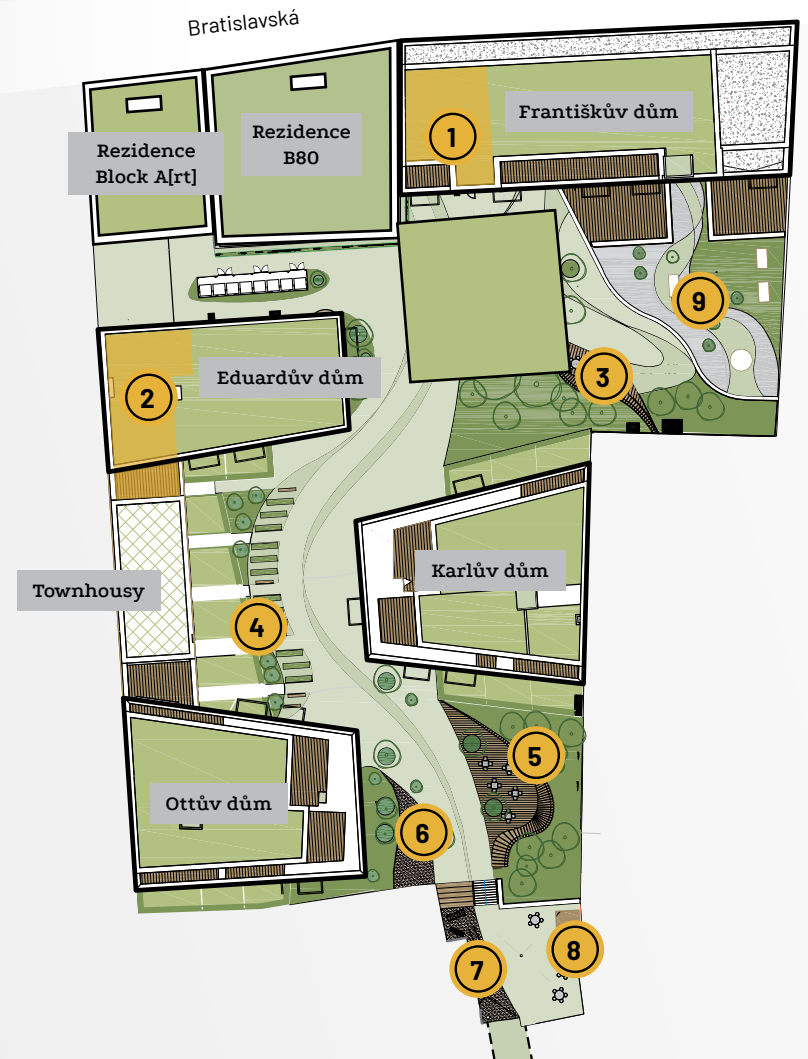 Bratislavská
Františkův dům
1
Rezidence
B80
Rezidence
Block A[rt]
9
3
Eduardův dům
2
Karlův dům
Townhousy
4
5
Ottův dům
6
8
7